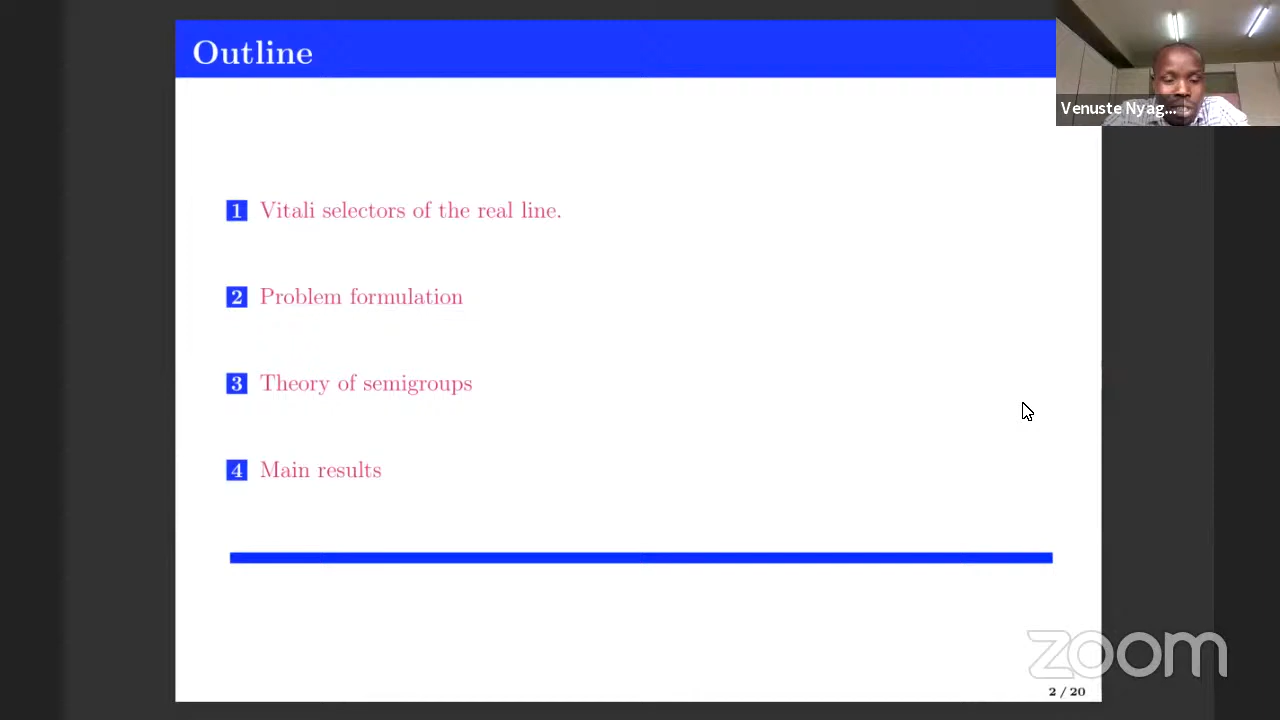 Outline
Venuste Nyag...
1 Vitali selectors of the real line.
2 Problem formulation
3 Theory of semigroups
4 Main results
zoom
2 / 20